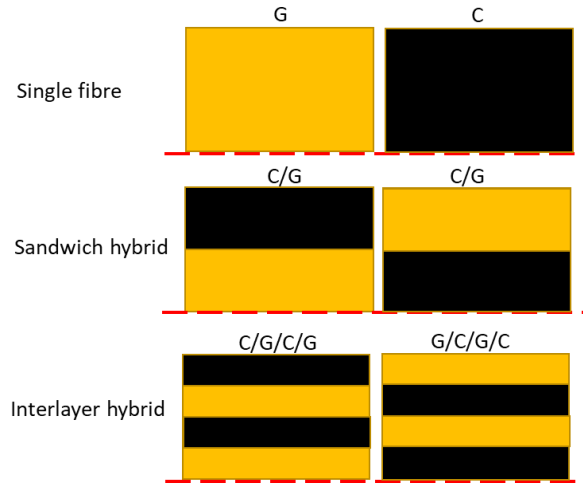 G C
Single fibre
C/G C/G
Sandwich hybrid
C/G/C/G G/C/G/C
Interlayer hybrid